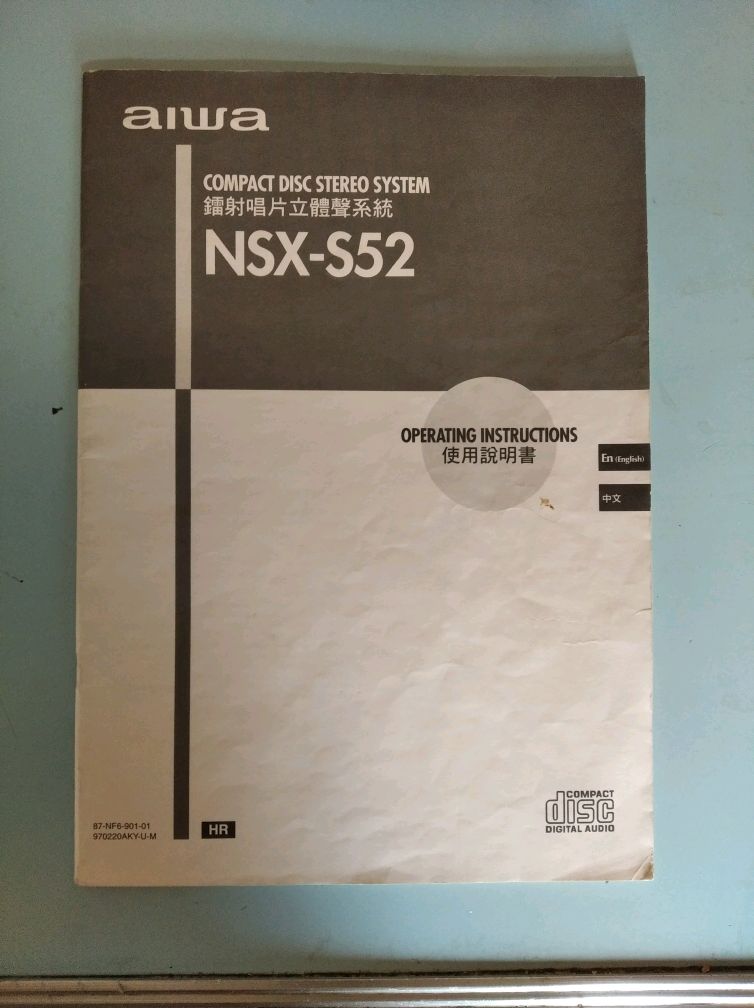 aiwa
COMPACT DISC STEREO SYSTEM
鐳射唱片立體聲系統
NSX-S52
OPERATING INSTRUCTIONS
使用說明書
En (English)
中文
87-NF6-901-01
970220AKY-U-M
HR
COMPACT
disc
DIGITAL AUDIO